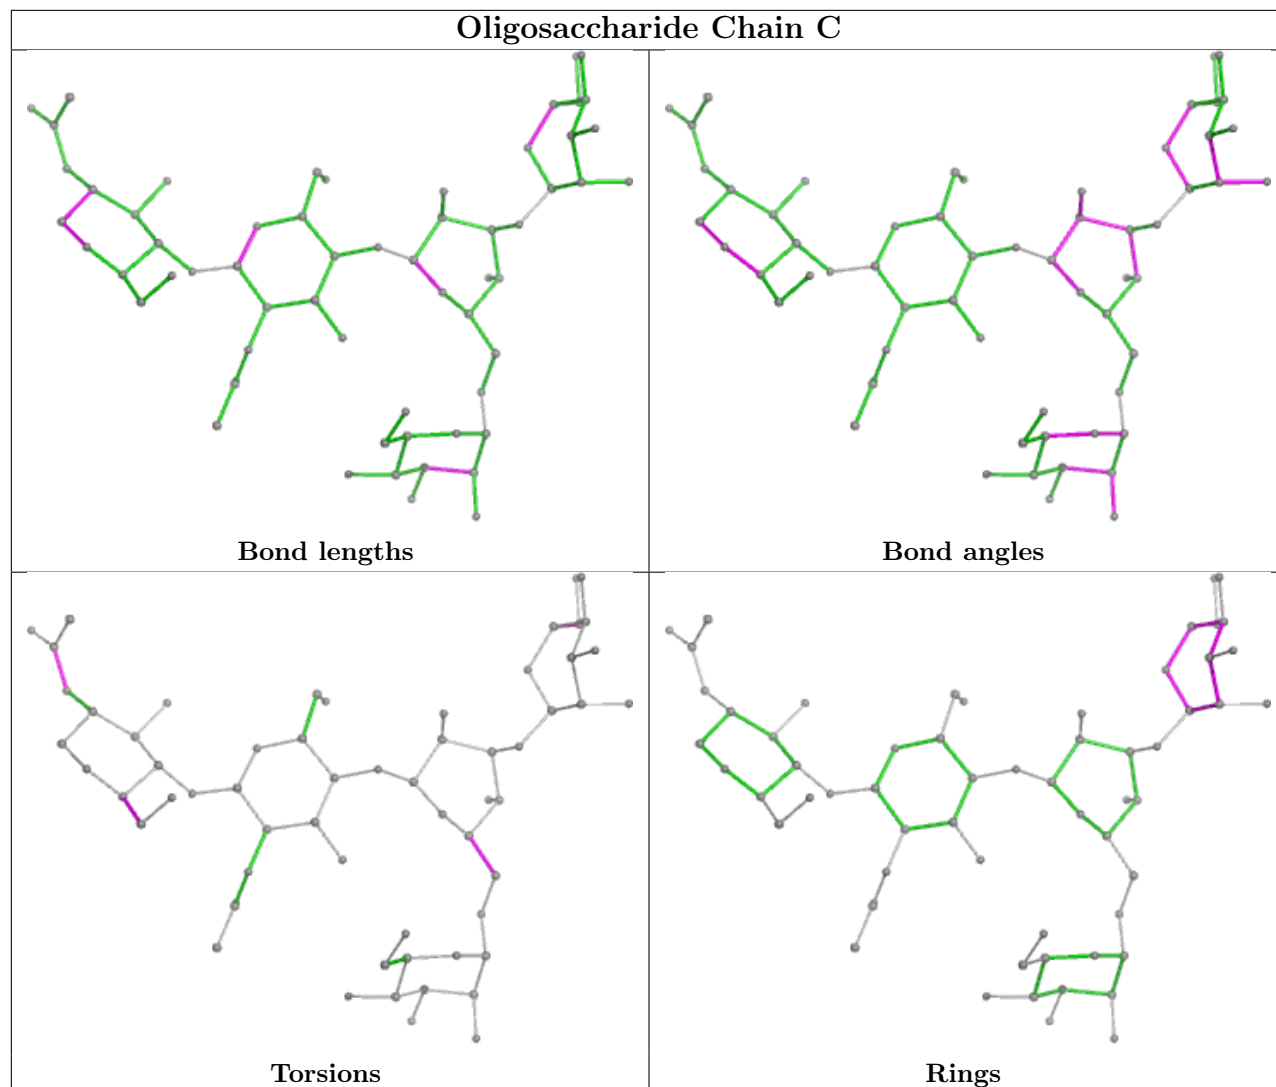 Oligosaccharide Chain C
Bond lengths
Bond angles
Torsions
Rings